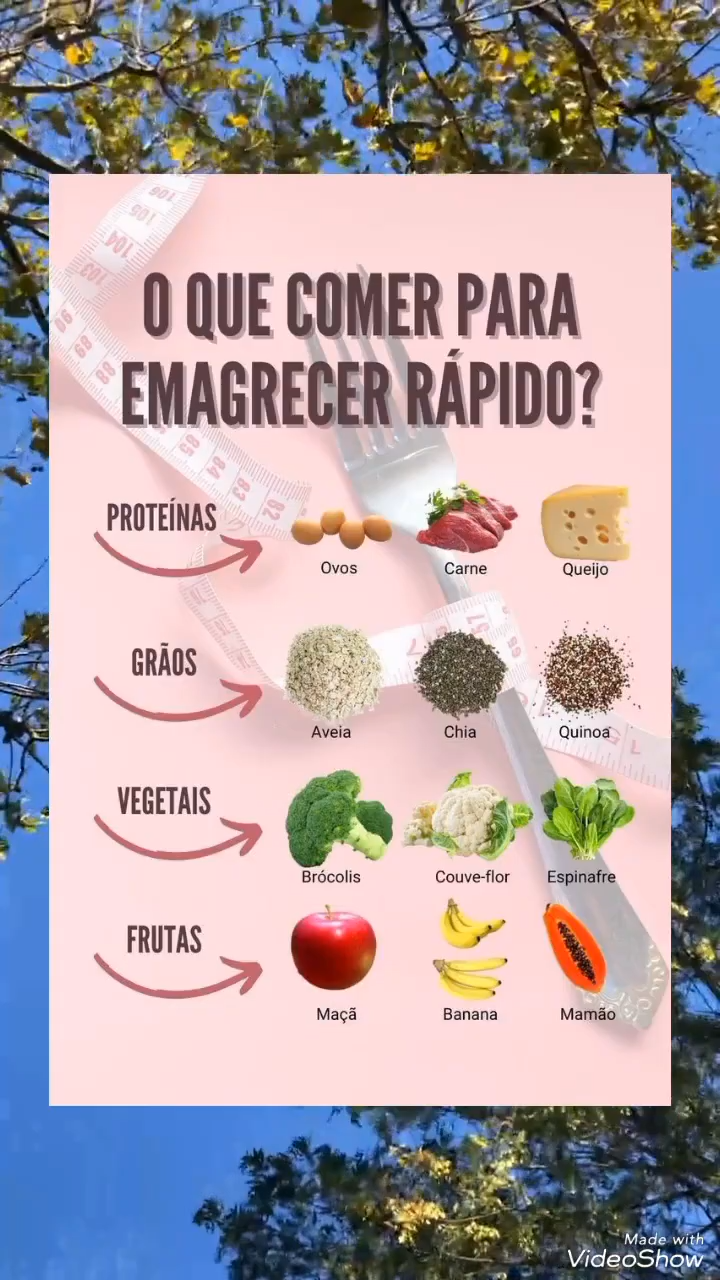 O QUE COMER PARA
EMAGRECER RÁPIDO?
PROTEÍNAS
Ovos
Carne
Queijo
GRÃOS
Aveia
Chia
Quinoa
VEGETAIS
Brócolis
Couve-flor
Espinafre
FRUTAS
Maçã
Banana
Mamão
Made with
VideoShow